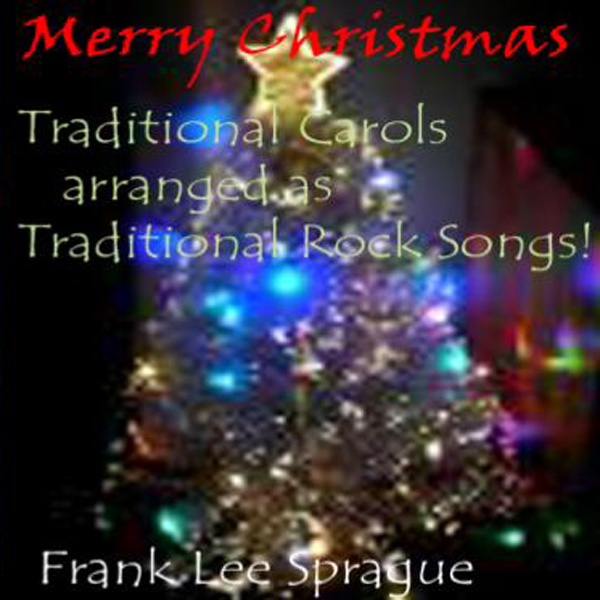 Merry Christmas
Traditional Carols
arranged as
Traditional Rock Songs!
Frank Lee Sprague